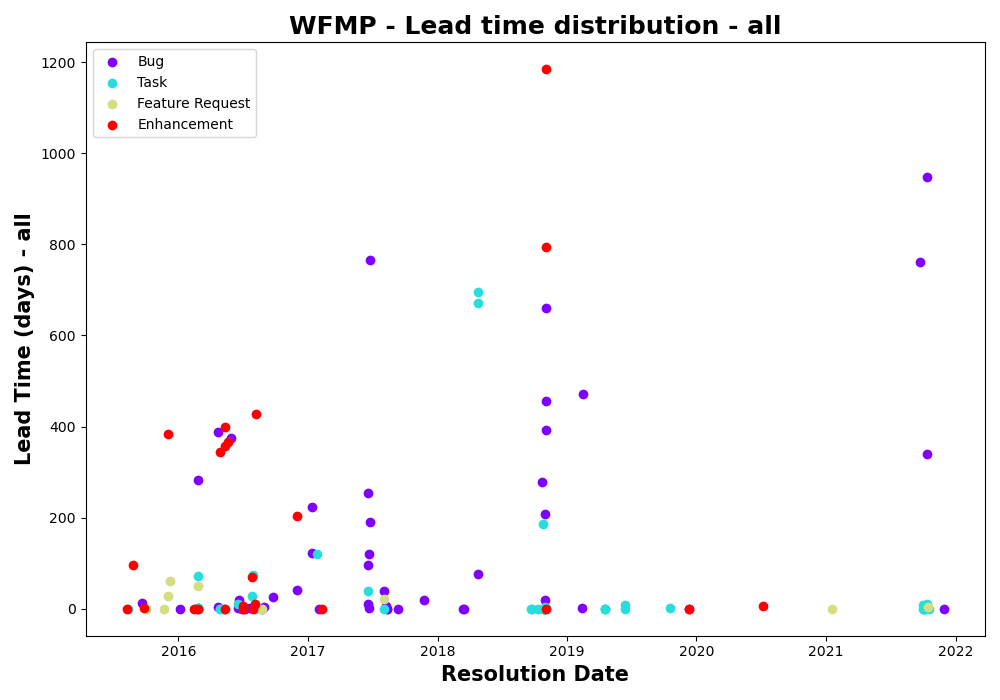 WFMP - Lead time distribution - all
Bug
Task
Feature Request
Enhancement
Lead Time (days) - all
1200
1000
800
600
400
200
0
2016 2017 2018 2019 2020 2021 2022
Resolution Date